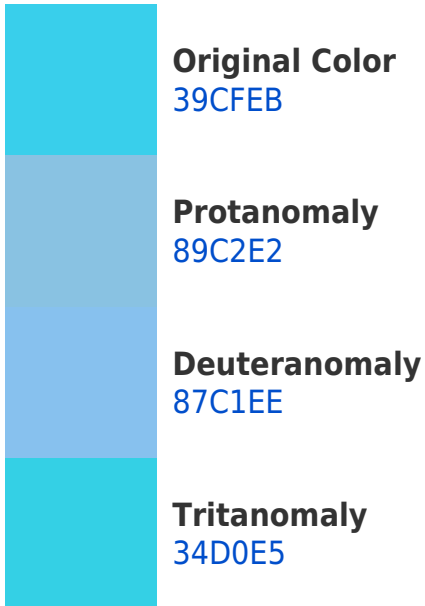 Original Color
39CFEB
Protanomaly
89C2E2
Deuteranomaly
87C1EE
Tritanomaly
34D0E5